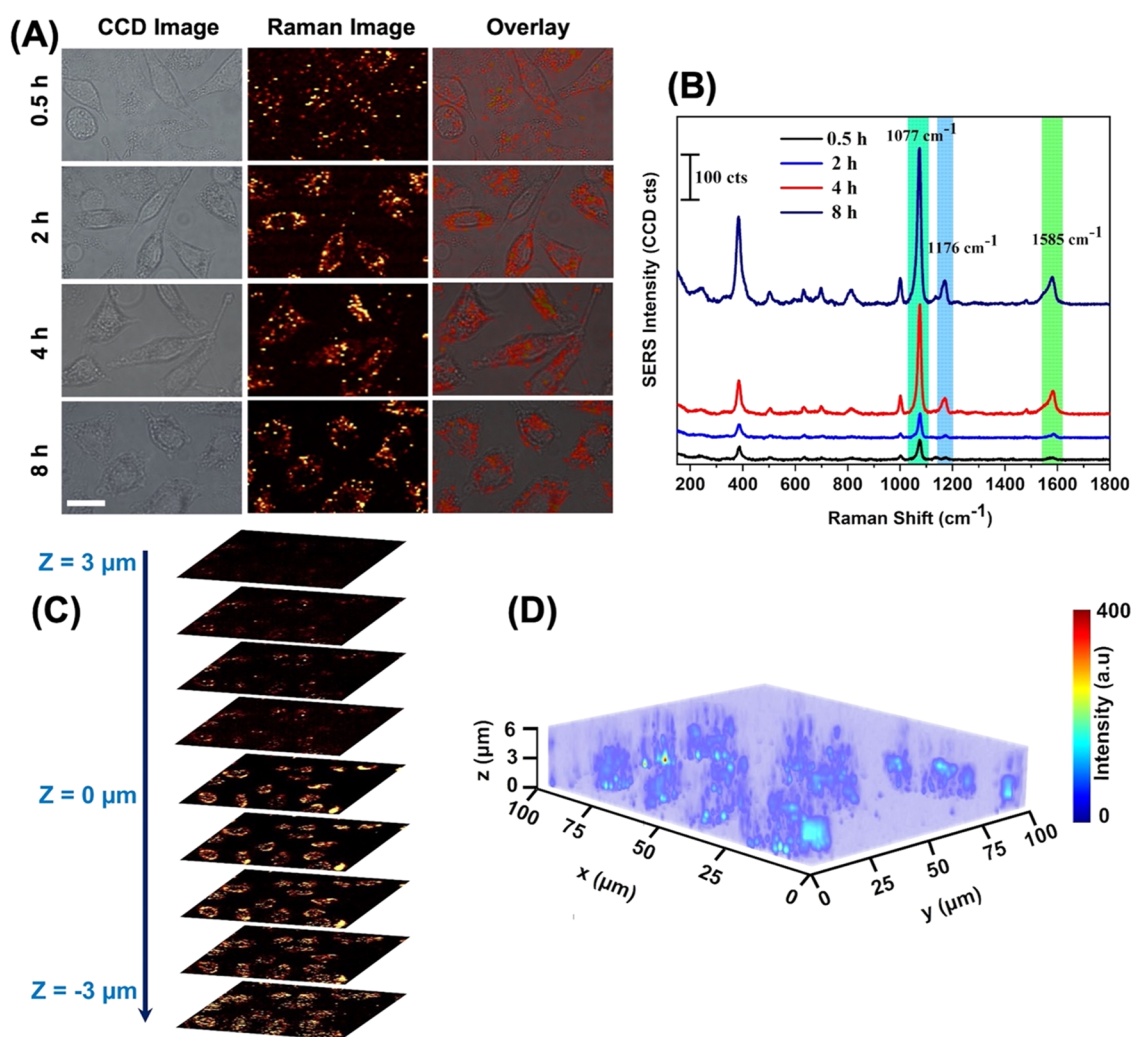 (A)
CCD Image Raman Image Overlay
0.5 h
2 h
4 h
8 h
(B)
SERS Intensity (CCD cts)
100 cts
0.5 h
2 h
4 h
8 h
1077 cm-1
1176 cm-1
1585 cm-1
200 400 600 800 1000 1200 1400 1600 1800
Raman Shift (cm-1)
(C)
Z = 3 µm
Z = 0 µm
Z = -3 µm
(D)
z (µm)
6
3
0
100 75 50 25 0
x (µm)
0 25 50 75 100
y (µm)
400
Intensity (a.u)
0